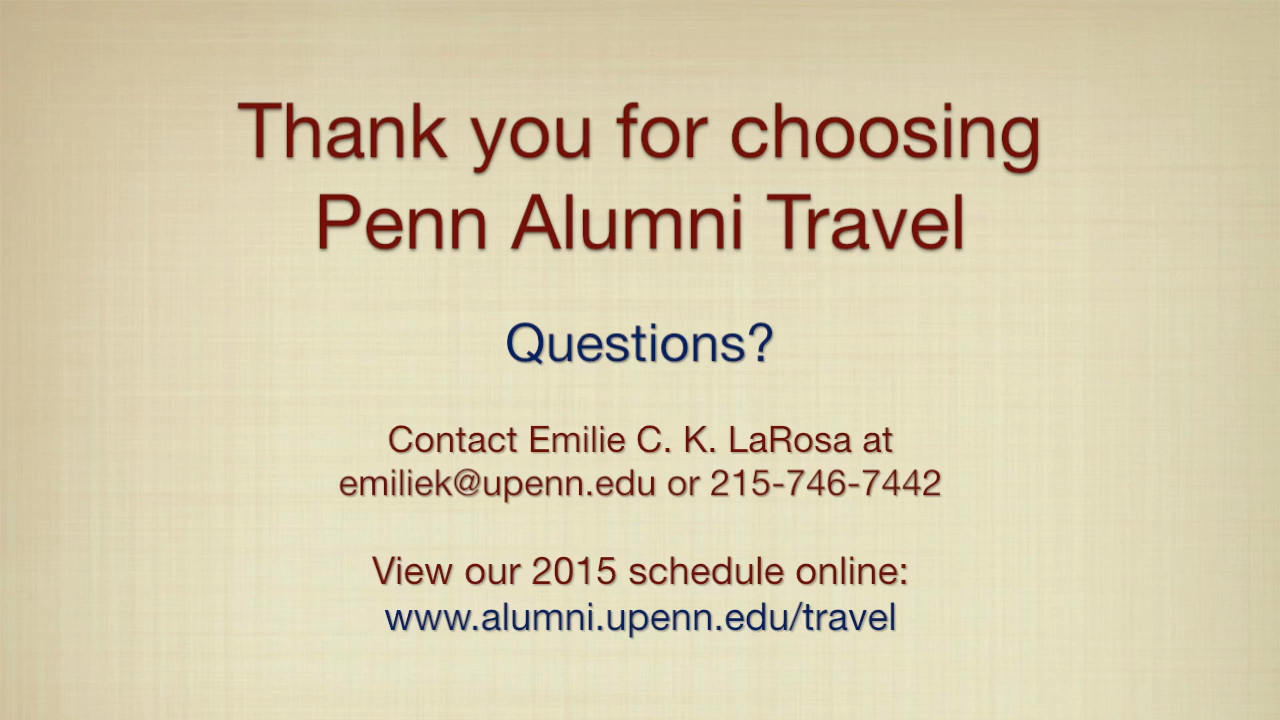 Thank you for choosing
Penn Alumni Travel
Questions?
Contact Emilie C. K. LaRosa at
emiliek@upenn.edu or 215-746-7442
View our 2015 schedule online:
www.alumni.upenn.edu/travel